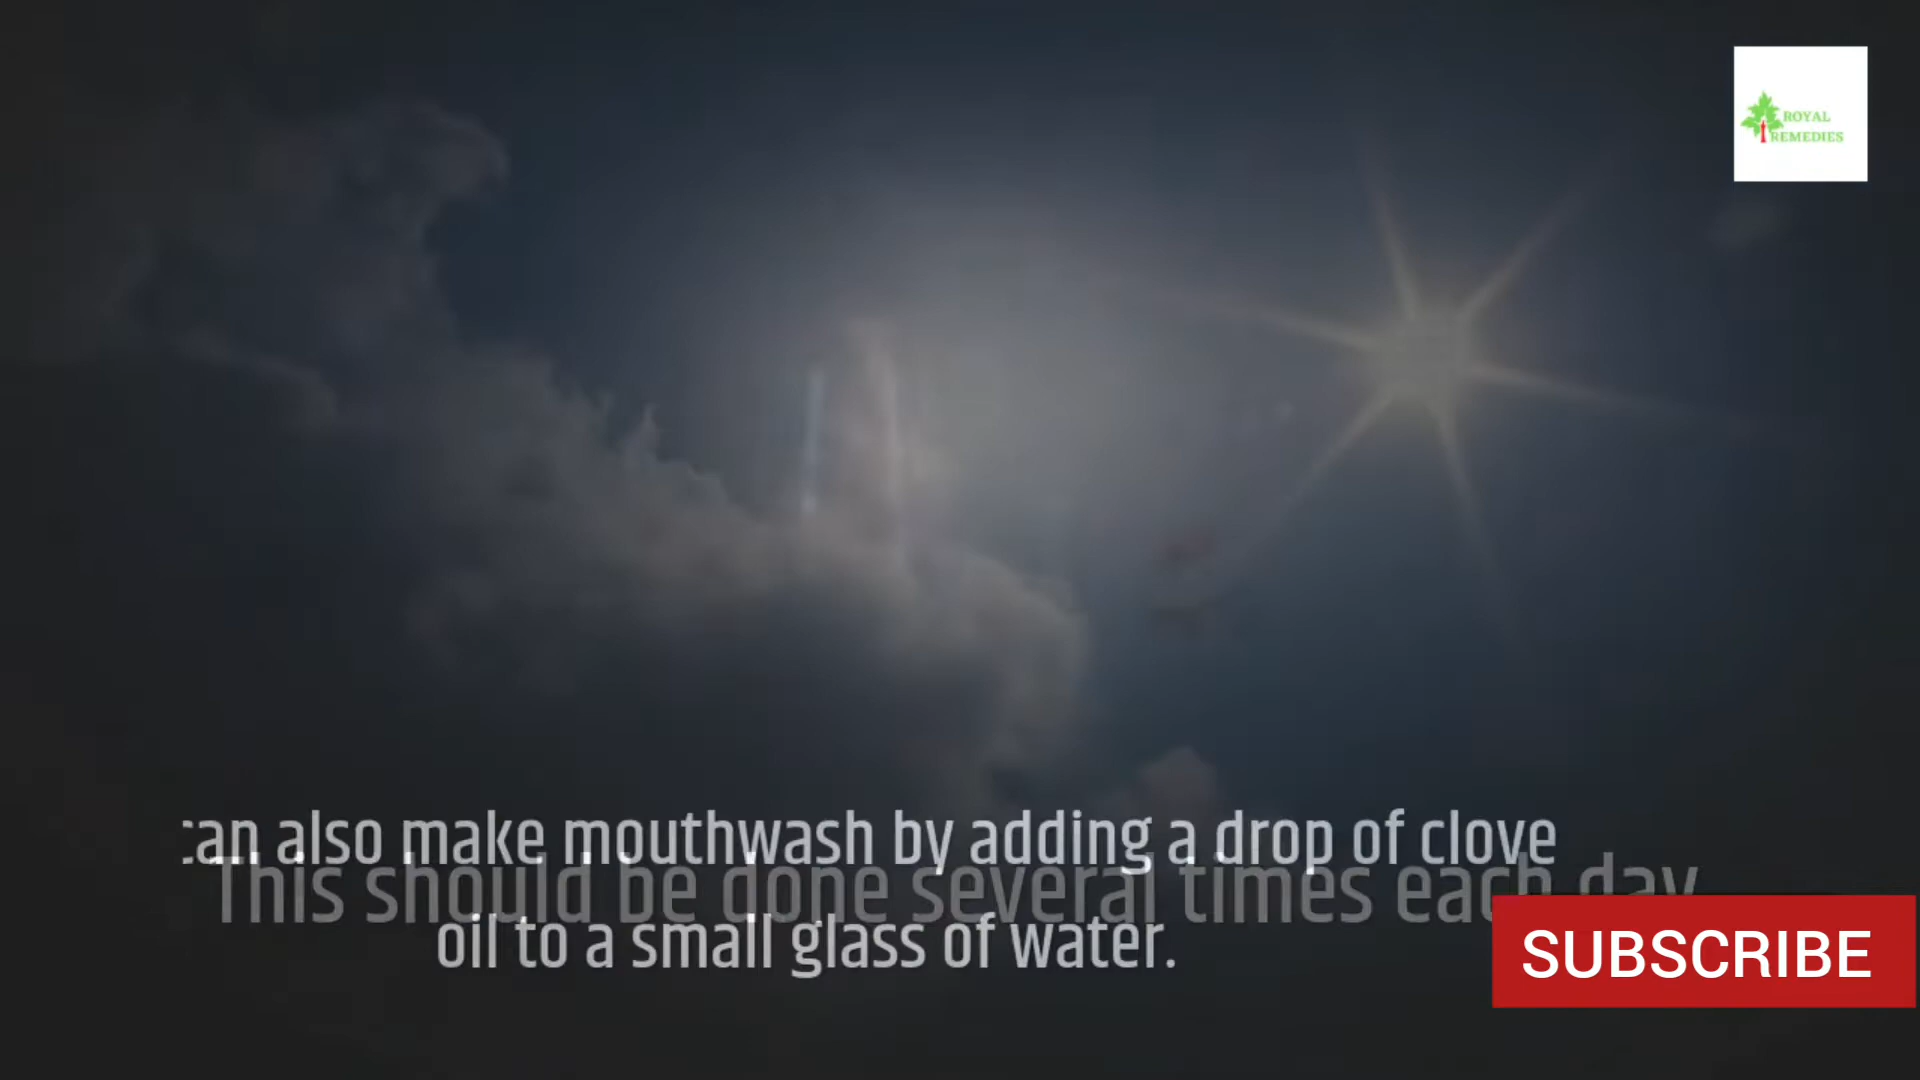 ROYAL
REMEDIES
can also make mouthwash by adding a drop of clove
This should be done several times each day
oil to a small glass of water.
SUBSCRIBE